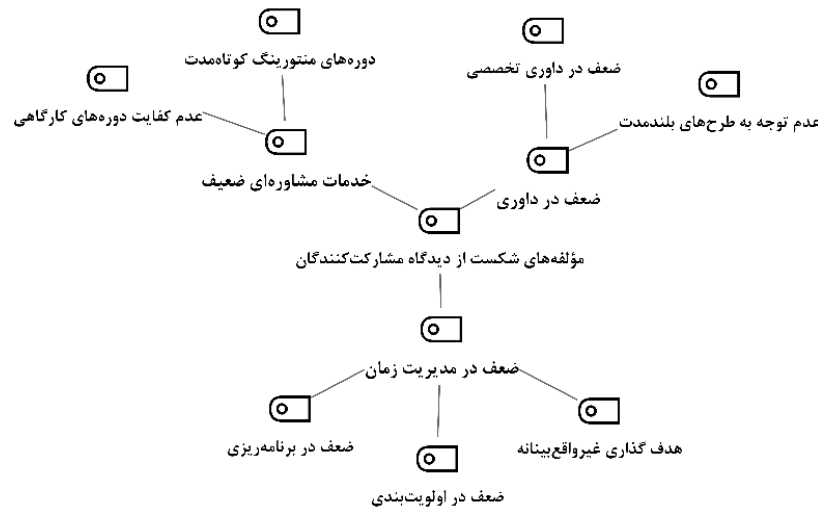 دوره‌های منتورینگ کوتاه‌مدت
ضعف در داوری تخصصی
عدم کفایت دوره‌های کارگاهی
عدم توجه به طرح‌های بلندمدت
خدمات مشاوره‌ای ضعیف
ضعف در داوری
مؤلفه‌های شکست از دیدگاه مشارکت‌کنندگان
ضعف در مدیریت زمان
ضعف در برنامه‌ریزی
هدف گذاری غیرواقع‌بینانه
ضعف در اولویت‌بندی